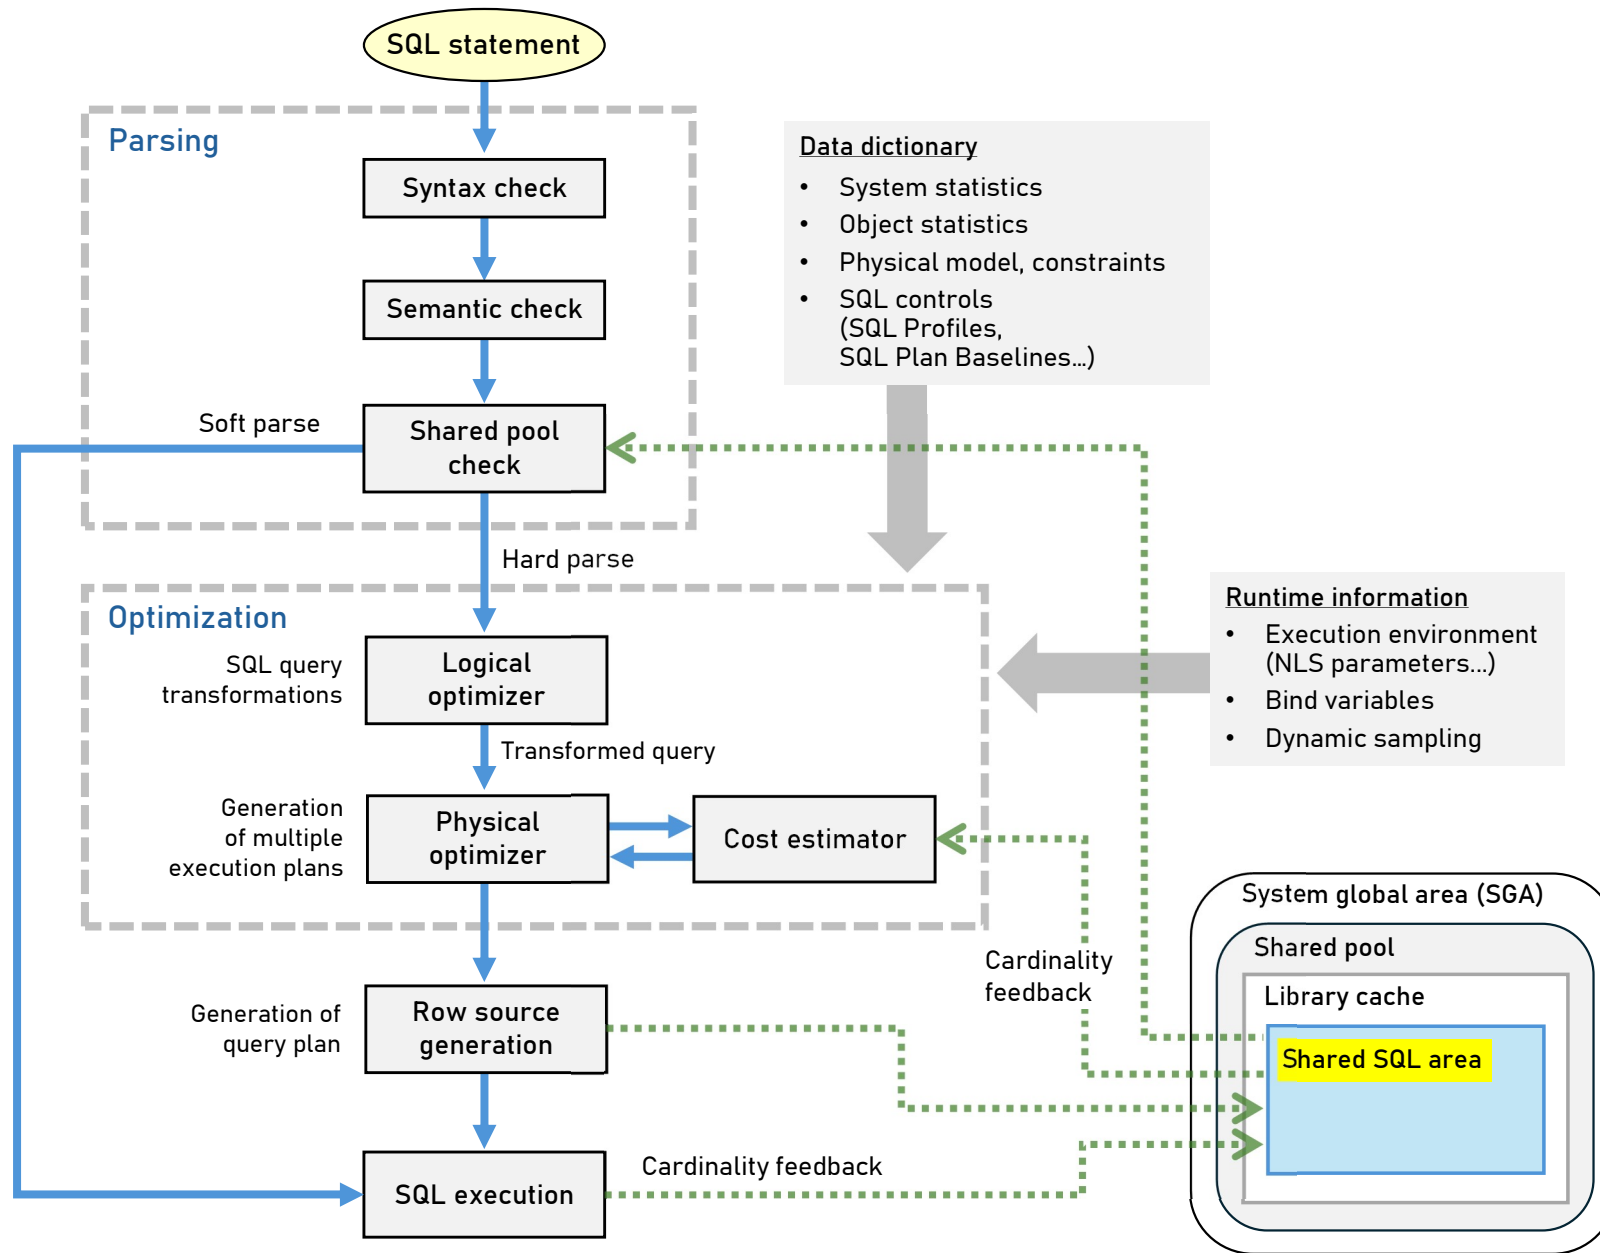 SQL statement
Parsing
Syntax check
Semantic check
Soft parse
Shared pool
check
Hard parse
Data dictionary
• System statistics
• Object statistics
• Physical model, constraints
• SQL controls
(SQL Profiles,
SQL Plan Baselines...)
Optimization
SQL query
transformations
Logical
optimizer
Transformed query
Generation
of multiple
execution plans
Physical
optimizer
Cost estimator
Runtime information
• Execution environment
(NLS parameters...)
• Bind variables
• Dynamic sampling
Cardinality
feedback
Generation of
query plan
Row source
generation
SQL execution
Cardinality feedback
System global area (SGA)
Shared pool
Library cache
Shared SQL area